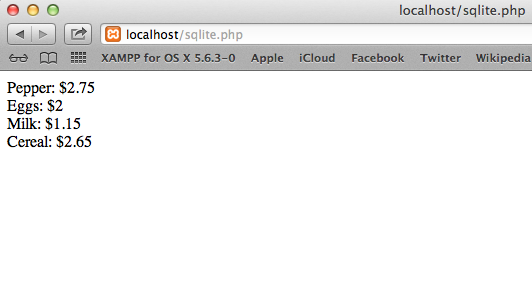 localhost/sqlite.php
localhost/sqlite.php
XAMPP for OS X 5.6.3-0 Apple iCloud Facebook Twitter Wikipedia
Pepper: $2.75
Eggs: $2
Milk: $1.15
Cereal: $2.65